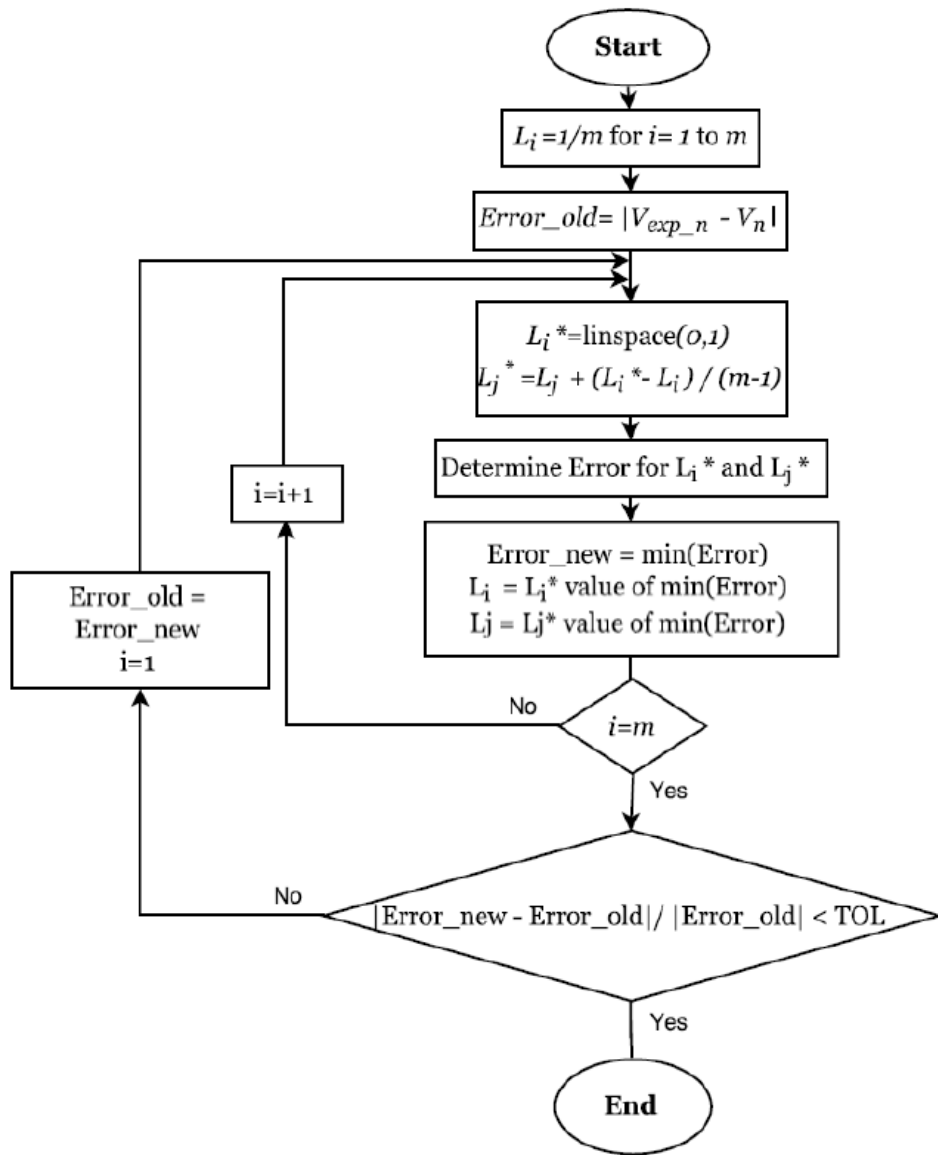 Start
L_i =1/m for i= 1 to m
Error_old= |V_exp_n - V_n|
L_i *=linspace(0,1)
L_j * =L_j + (L_i *- L_i ) / (m-1)
Determine Error for L_i * and L_j *
i=i+1
Error_new = min(Error)
L_i = L_i* value of min(Error)
Lj = Lj* value of min(Error)
Error_old =
Error_new
i=1
No
i=m
Yes
No
|Error_new - Error_old|/ |Error_old| < TOL
Yes
End